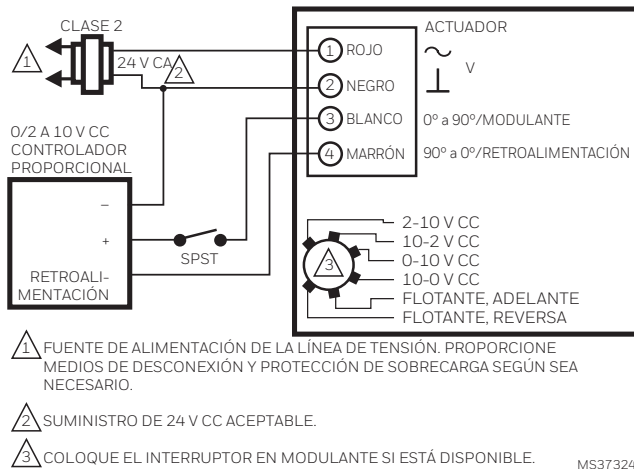 CLASE 2
1
24 V CA
2
0/2 A 10 V CC
CONTROLADOR
PROPORCIONAL
–
+
RETROALI-
MENTACIÓN
SPST
ACTUADOR
1 ROJO
V
2 NEGRO
3 BLANCO
0° a 90°/MODULANTE
4 MARRÓN
90° a 0°/RETROALIMENTACIÓN
3
2-10 V CC
10-2 V CC
0-10 V CC
10-0 V CC
FLOTANTE, ADELANTE
FLOTANTE, REVERSA
1 FUENTE DE ALIMENTACIÓN DE LA LÍNEA DE TENSIÓN. PROPORCIONE
MEDIOS DE DESCONEXIÓN Y PROTECCIÓN DE SOBRECARGA SEGÚN SEA
NECESARIO.
2 SUMINISTRO DE 24 V CC ACEPTABLE.
3 COLOQUE EL INTERRUPTOR EN MODULANTE SI ESTÁ DISPONIBLE.
MS37324